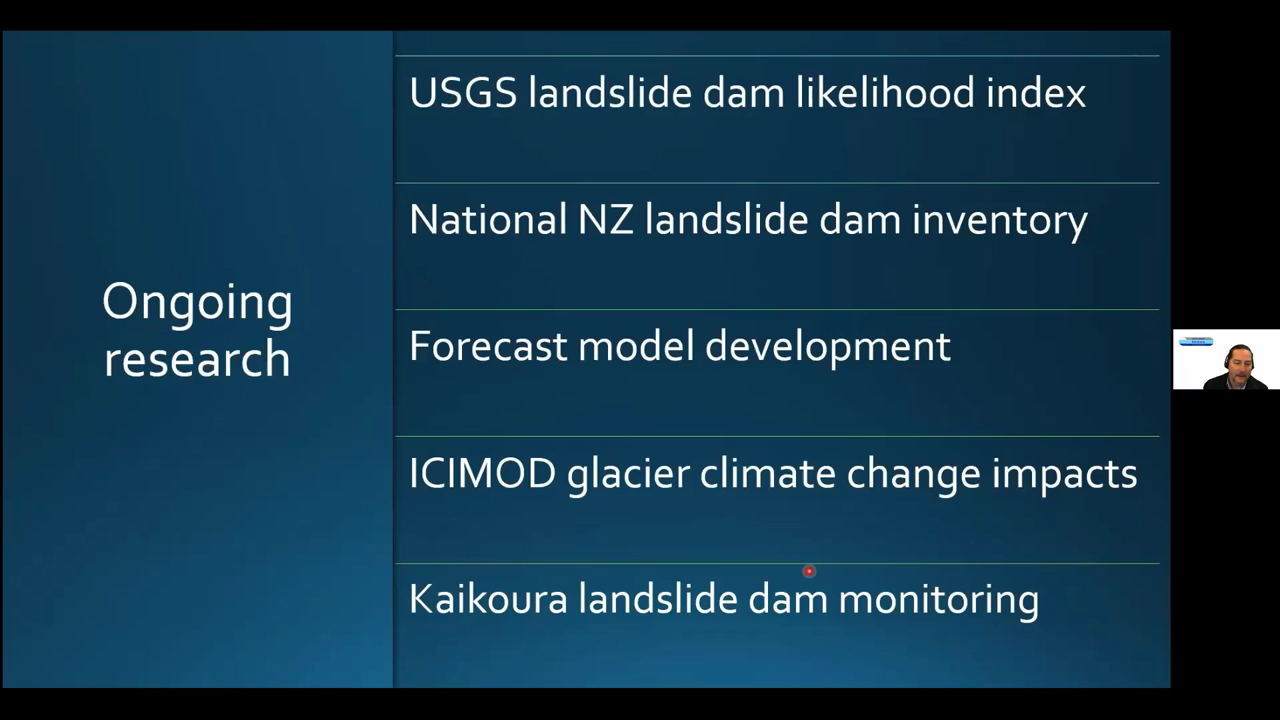 Ongoing
research
USGS landslide dam likelihood index
National NZ landslide dam inventory
Forecast model development
ICIMOD glacier climate change impacts
Kaikoura landslide dam monitoring